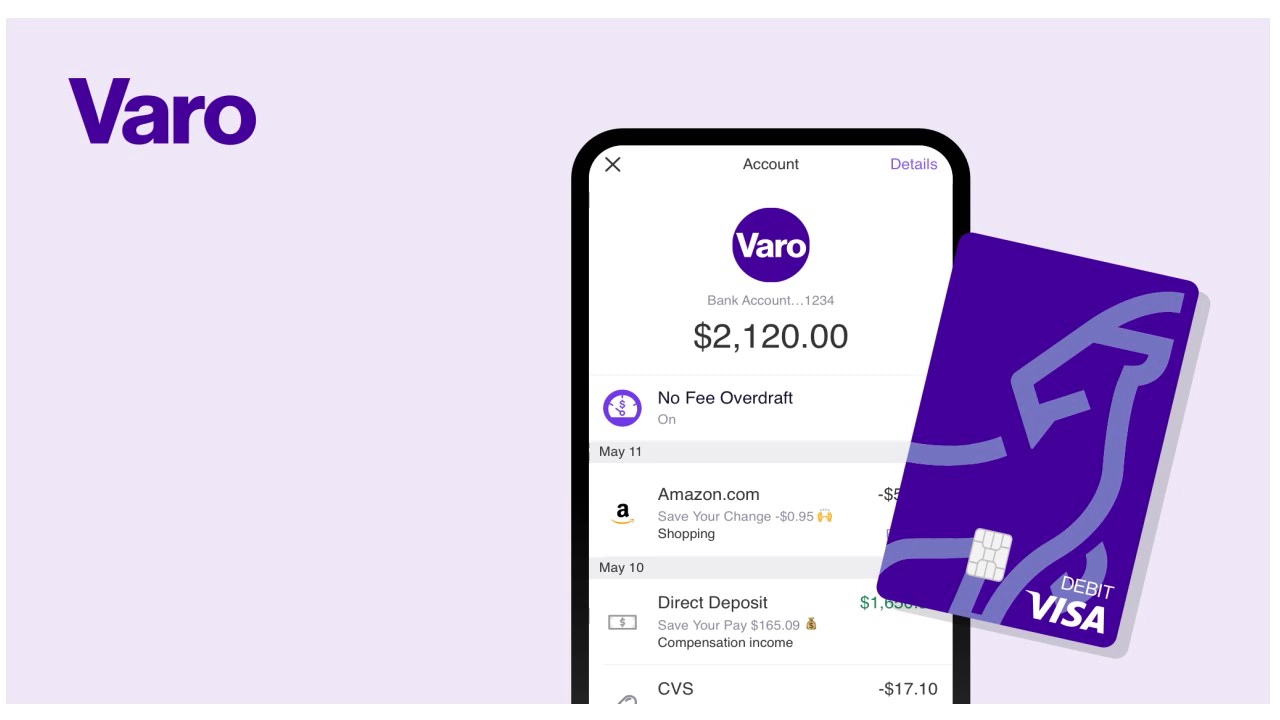 Varo
Account
Details
Varo
Bank Account...1234
$2,120.00
No Fee Overdraft
On
May 11
Amazon.com
Save Your Change -$0.95 🙌
Shopping
May 10
Direct Deposit
Save Your Pay $165.09 💰
Compensation income
CVS
-$17.10
DEBIT
VISA